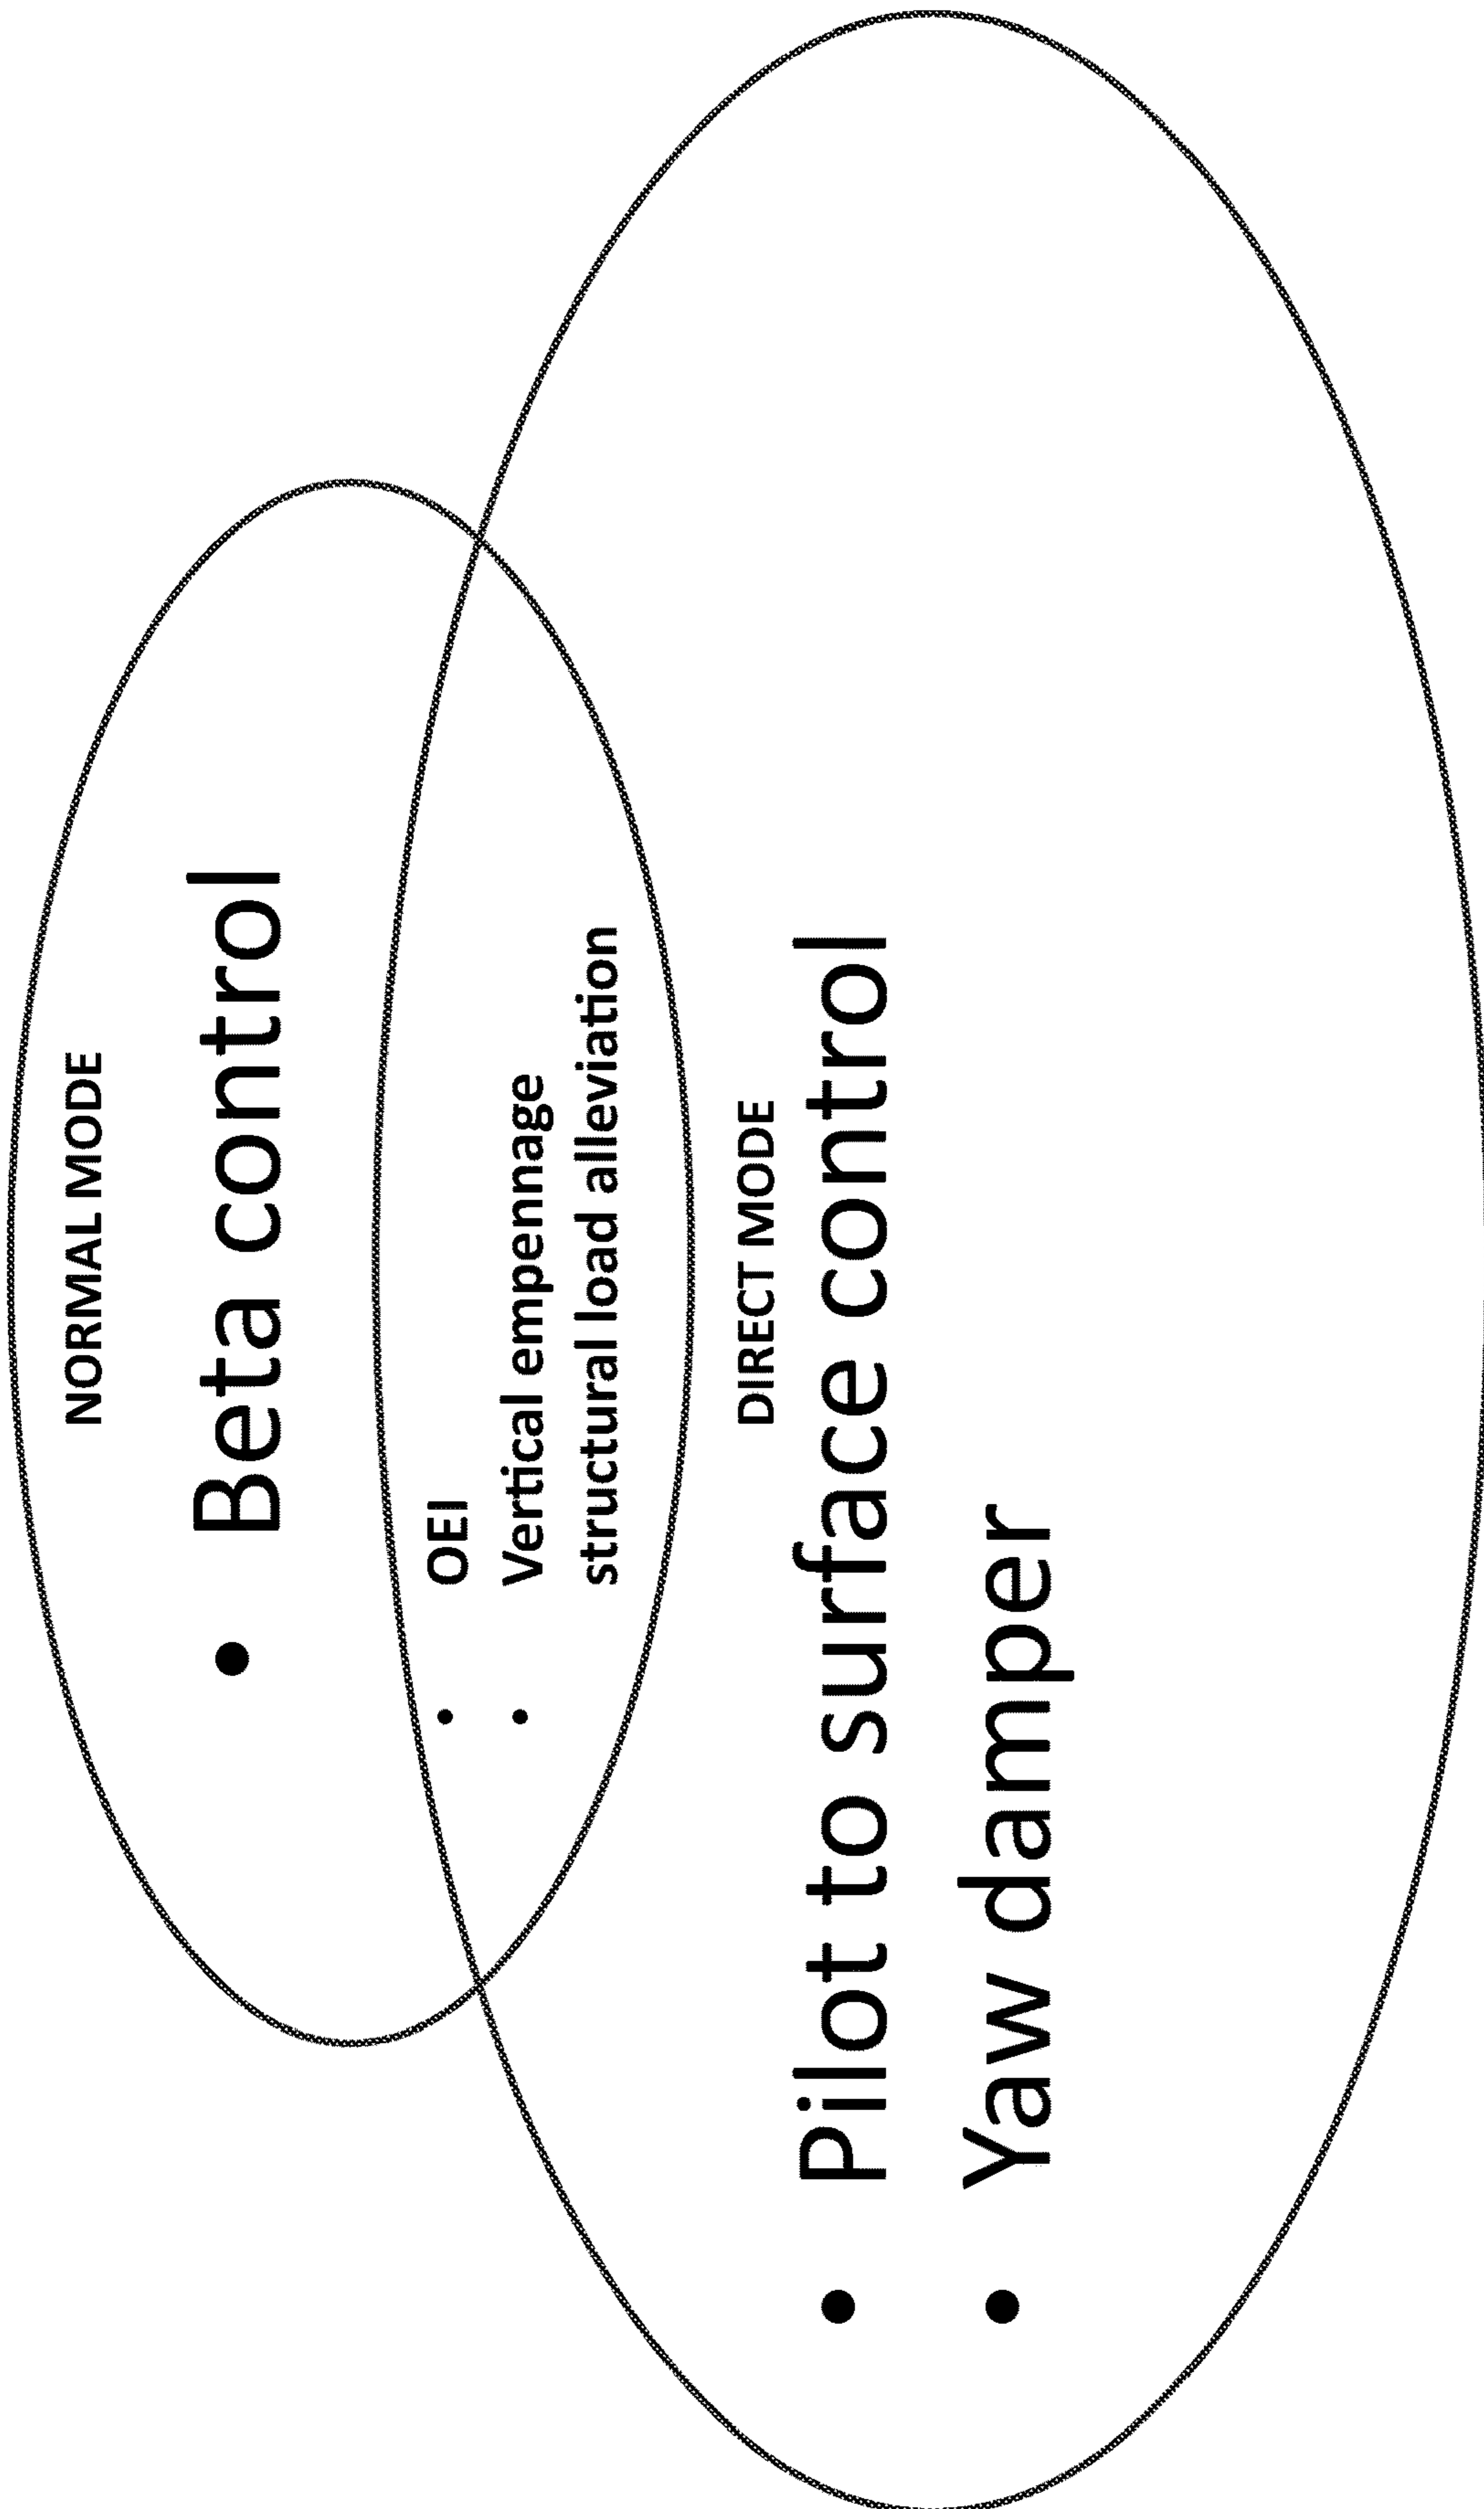 NORMAL MODE
• Beta control
• OEI
• Vertical empennage
structural load alleviation
DIRECT MODE
• Pilot to surface control
• Yaw damper